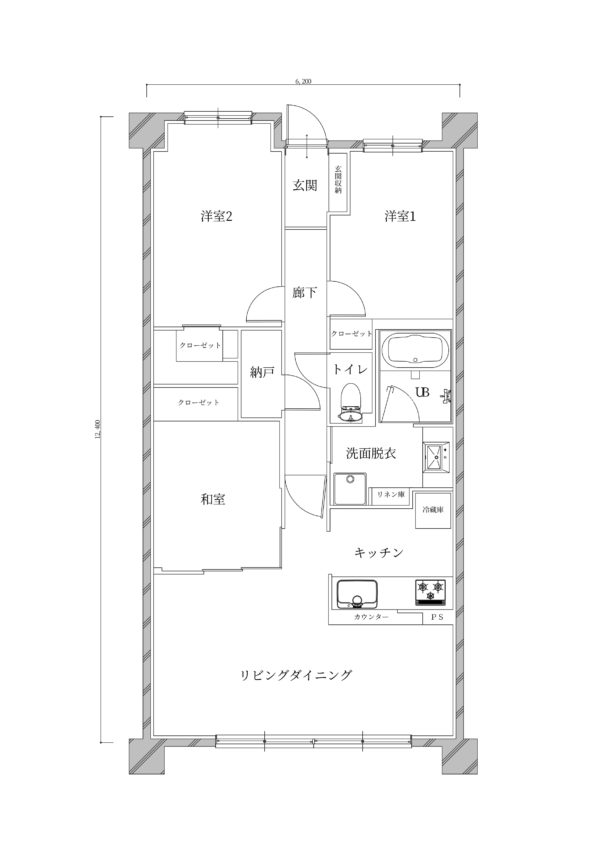 6,200
玄関
玄関収納
洋室2
洋室1
12,400
廊下
クローゼット
クローゼット
納戸
トイレ
UB
クローゼット
洗面脱衣
リネン庫
和室
冷蔵庫
キッチン
カウンター
PS
リビングダイニング